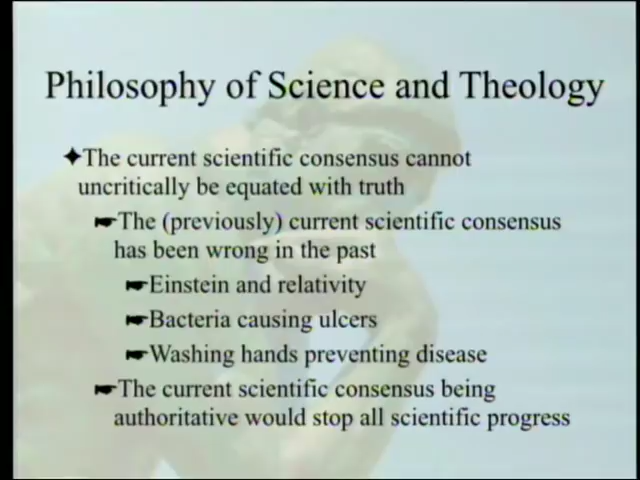 Philosophy of Science and Theology
The current scientific consensus cannot
uncritically be equated with truth
The (previously) current scientific consensus
has been wrong in the past
Einstein and relativity
Bacteria causing ulcers
Washing hands preventing disease
The current scientific consensus being
authoritative would stop all scientific progress